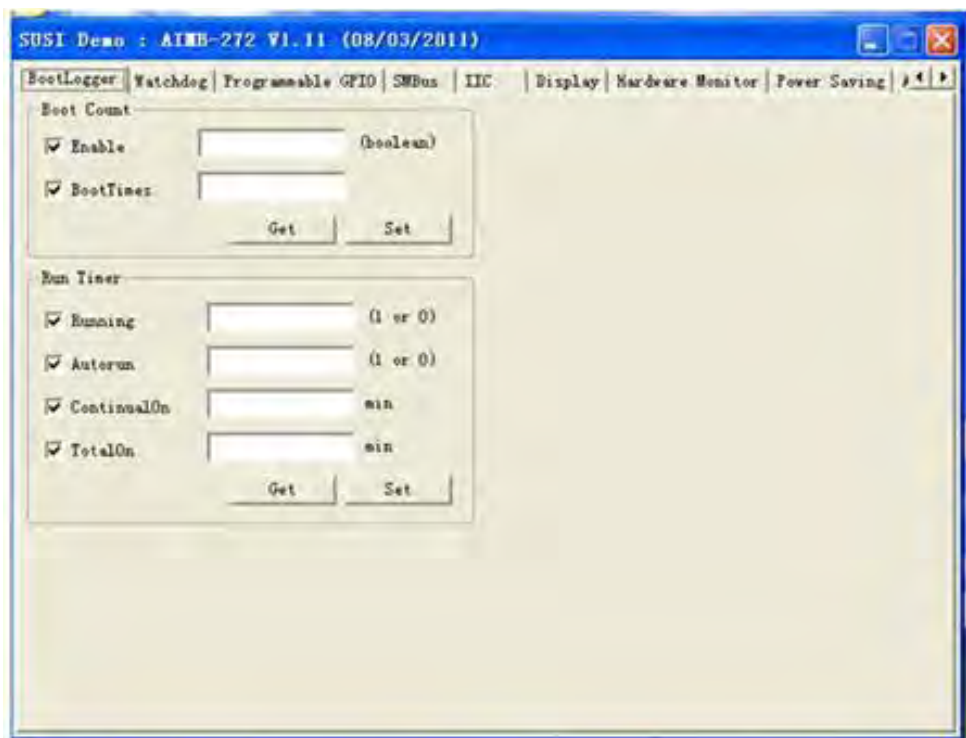 SUSI Demo : AIMB-272 V1.11 (08/03/2011)
BootLogger Watchdog Programmable GPIO SMBus IIC Display Hardware Monitor Power Saving
Boot Count
Enable (boolean)
BootTimes
Get Set
Run Timer
Running (1 or 0)
Autorun (1 or 0)
ContinualOn min
TotalOn min
Get Set